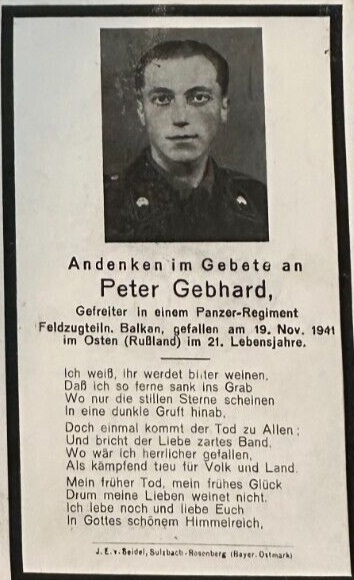 Andenken im Gebete an
Peter Gebhard,
Gefreiter in einem Panzer-Regiment
Feldzugteiln. Balkan, gefallen am 19. Nov. 1941
im Osten (Rußland) im 21. Lebensjahre.
Ich weiß, ihr werdet bitter weinen.
Daß ich so ferne sank ins Grab
Wo nur die stillen Sterne scheinen
In eine dunkle Gruft hinab.
Doch einmal kommt der Tod zu Allen;
Und bricht der Liebe zartes Band.
Wo wär ich herrlicher gefallen,
Als kämpfend treu für Volk und Land.
Mein früher Tod, mein frühes Glück
Drum meine Lieben weinet nicht.
Ich lebe noch und liebe Euch
In Gottes schönem Himmelreich.
J. E. v. Seidel, Sulzbach-Rosenberg (Bayer. Ostmark)